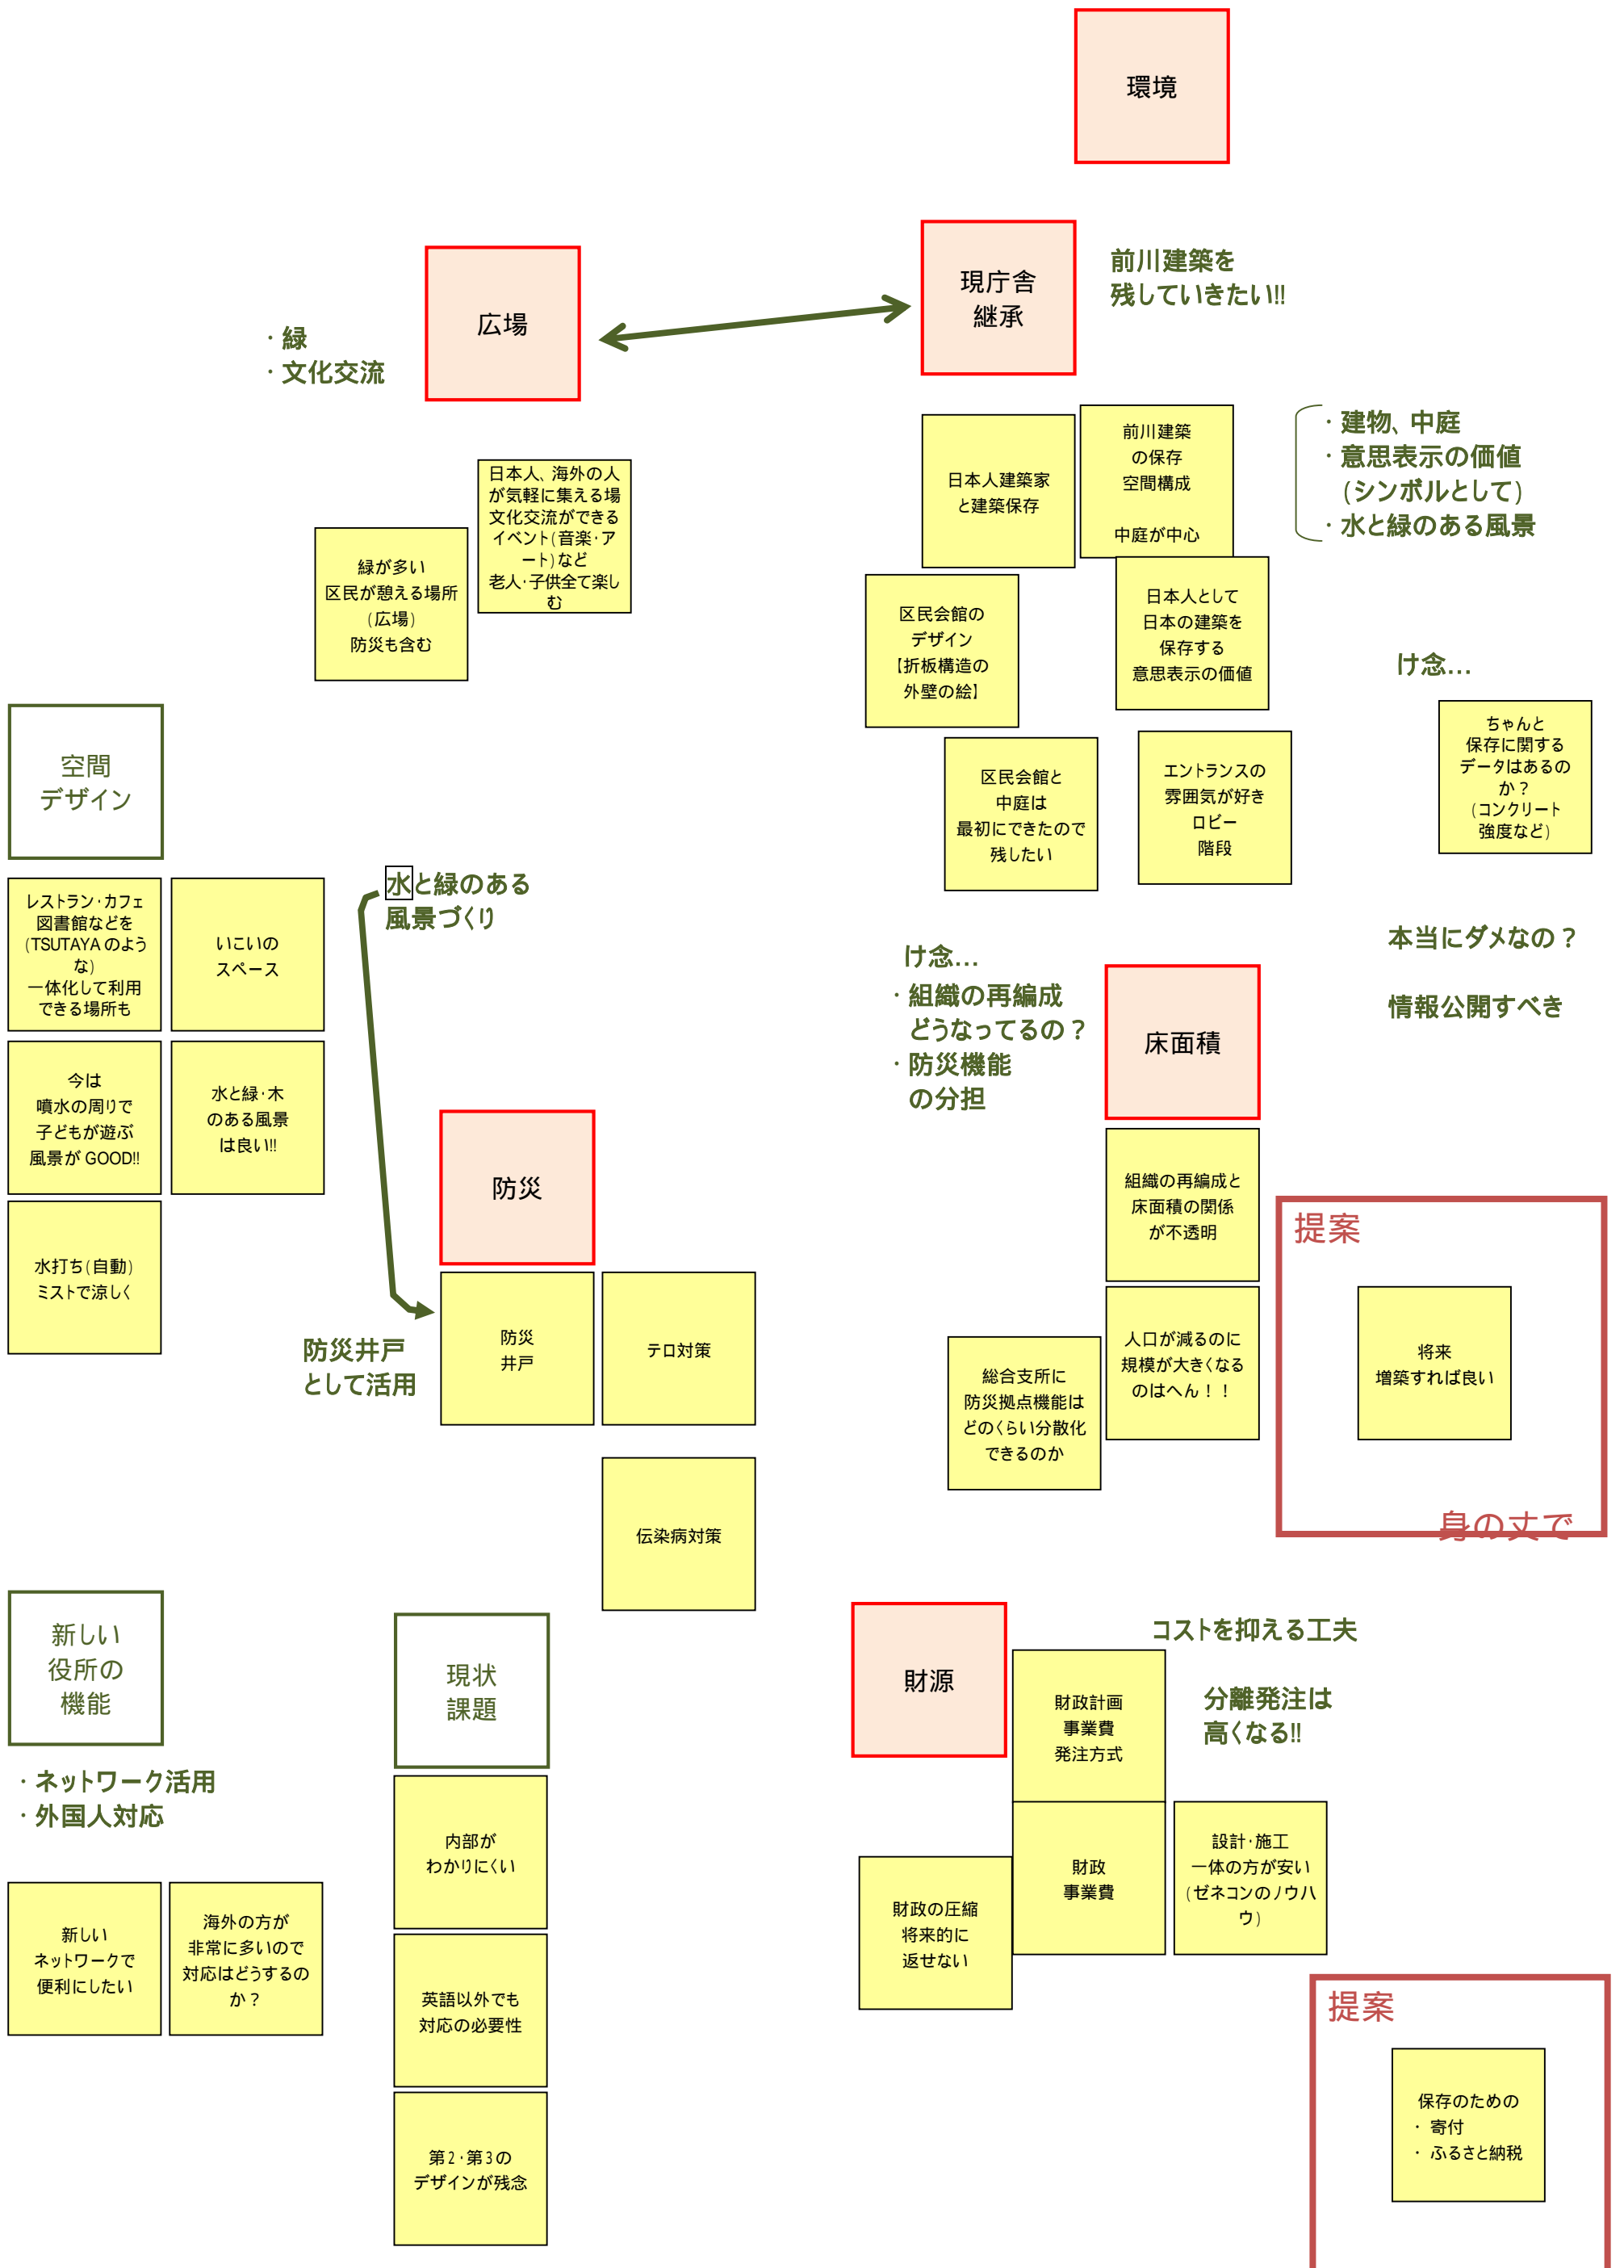 環境
広場
・緑
・文化交流
現庁舎
継承
前川建築を
残していきたい!!
日本人、海外の人
が気軽に集える場
文化交流ができる
イベント(音楽・ア
ート)など
老人・子供全て楽し
む
緑が多い
区民が憩える場所
(広場)
防災も含む
日本人建築家
と建築保存
前川建築
の保存
空間構成
中庭が中心
・建物、中庭
・意思表示の価値
(シンボルとして)
・水と緑のある風景
区民会館の
デザイン
【折板構造の
外壁の絵】
日本人として
日本の建築を
保存する
意思表示の価値
区民会館と
中庭は
最初にできたので
残したい
エントランスの
雰囲気が好き
ロビー
階段
け念…
ちゃんと
保存に関する
データはあるの
か？
(コンクリート
強度など)
本当にダメなの？
情報公開すべき
空間
デザイン
レストラン・カフェ
図書館などを
(TSUTAYAのよう
な)
一体化して利用
できる場所も
いこいの
スペース
今は
噴水の周りで
子どもが遊ぶ
風景がGOOD!!
水と緑・木
のある風景
は良い!!
水打ち(自動)
ミストで涼しく
水と緑のある
風景づくり
防災井戸
として活用
防災
防災
井戸
テロ対策
伝染病対策
け念…
・組織の再編成
どうなってるの？
・防災機能
の分担
床面積
組織の再編成と
床面積の関係
が不透明
人口が減るのに
規模が大きくなる
のはへん！！
総合支所に
防災拠点機能は
どのくらい分散化
できるのか
提案
将来
増築すれば良い
身の丈で
新しい
役所の
機能
・ネットワーク活用
・外国人対応
新しい
ネットワークで
便利にしたい
海外の方が
非常に多いので
対応はどうするの
か？
現状
課題
内部が
わかりにくい
英語以外でも
対応の必要性
第2・第3の
デザインが残念
財源
コストを抑える工夫
分離発注は
高くなる!!
財政計画
事業費
発注方式
財政
事業費
設計・施工
一体の方が安い
(ゼネコンのノウハ
ウ)
財政の圧縮
将来的に
返せない
提案
保存のための
・寄付
・ふるさと納税